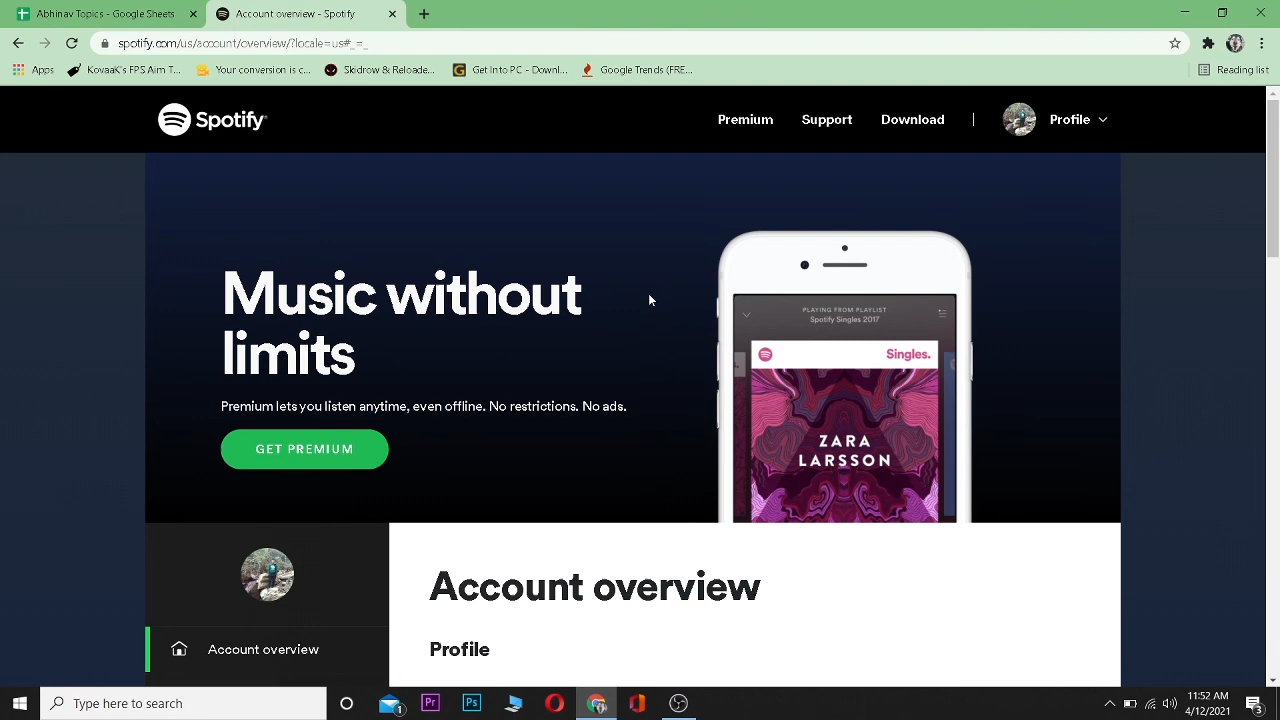 Abhinav Topics - Google Sheets
Account overview - Spotify
spotify.com/us/account/overview/?locale=us#_=_
Apps
KovaaK's FPS Aim T...
Your conversion is c...
Skidrow & Reloade...
Get Into PC - Downl...
Google Trends (FRE...
Reading list
Spotify®
Premium
Support
Download
Profile
Music without
limits
Premium lets you listen anytime, even offline. No restrictions. No ads.
GET PREMIUM
PLAYING FROM PLAYLIST
Spotify Singles 2017
Singles.
ZARA
LARSSON
Account overview
Account overview
Profile
Type here to search
1
Pr
Ps
11:52 AM
4/12/2021
3